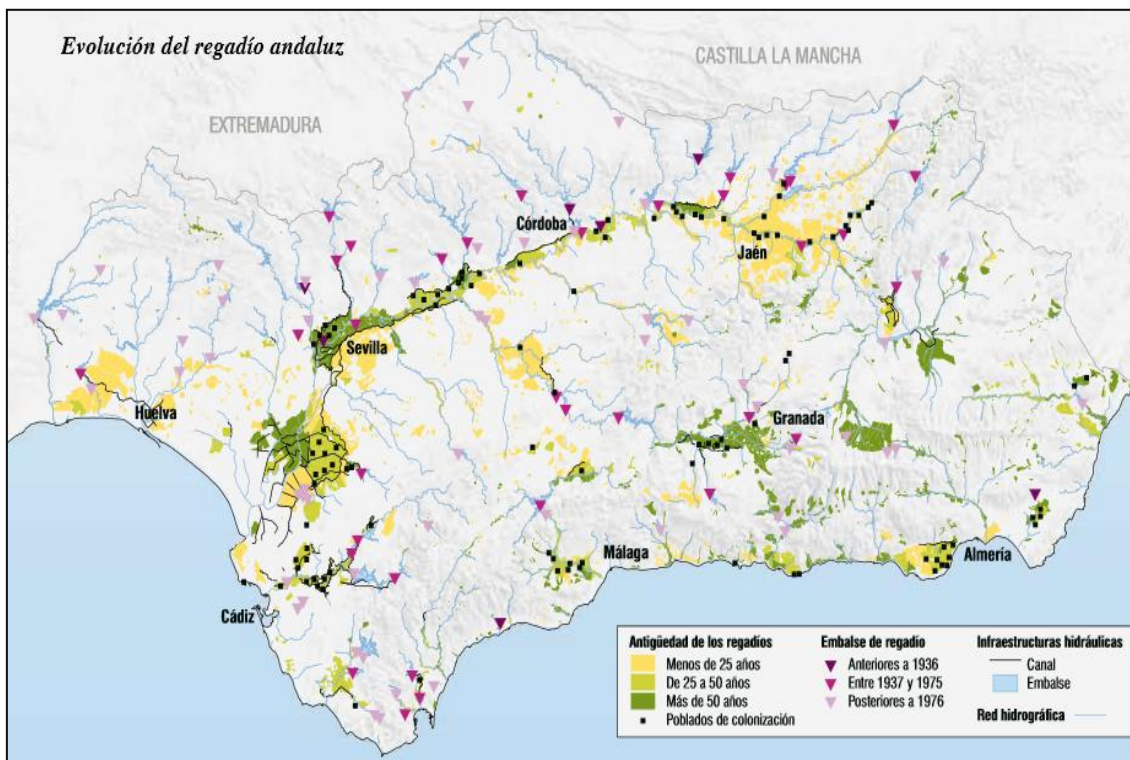 Evolución del regadío andaluz
CASTILLA LA MANCHA
EXTREMADURA
Córdoba
Jaén
Sevilla
Huelva
Granada
Málaga
Almería
Cádiz
Antigüedad de los regadíos
Menos de 25 años
De 25 a 50 años
Más de 50 años
Poblados de colonización
Embalse de regadío
Anteriores a 1936
Entre 1937 y 1975
Posteriores a 1976
Infraestructuras hidráulicas
Canal
Embalse
Red hidrográfica